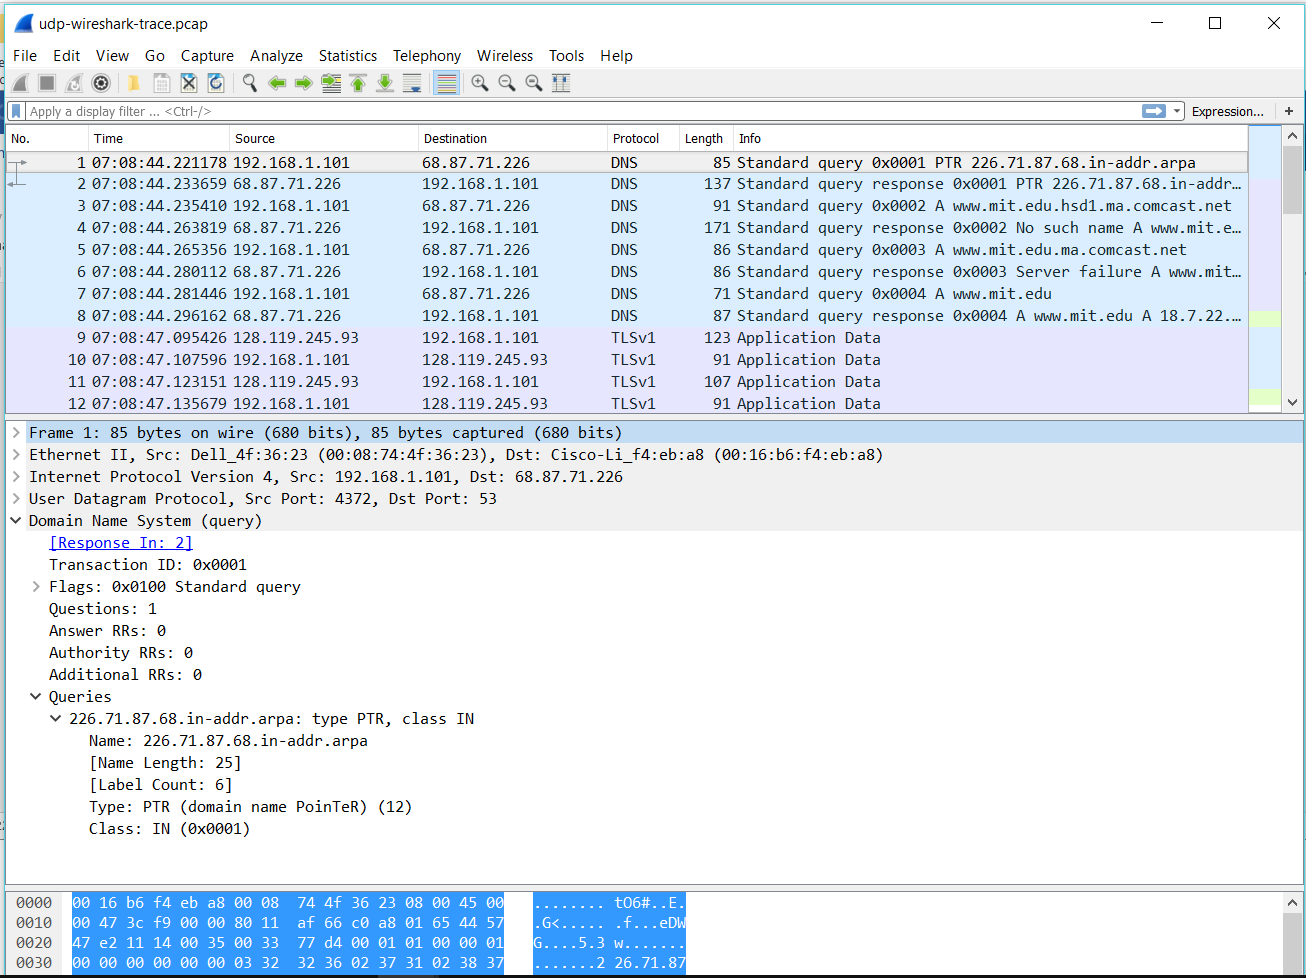 udp-wireshark-trace.pcap
File Edit View Go Capture Analyze Statistics Telephony Wireless Tools Help
Apply a display filter ... <Ctrl-/> Expression... +
No. Time Source Destination Protocol Length Info
1 07:08:44.221178 192.168.1.101 68.87.71.226 DNS 85 Standard query 0x0001 PTR 226.71.87.68.in-addr.arpa
2 07:08:44.233659 68.87.71.226 192.168.1.101 DNS 137 Standard query response 0x0001 PTR 226.71.87.68.in-addr…
3 07:08:44.235410 192.168.1.101 68.87.71.226 DNS 91 Standard query 0x0002 A www.mit.edu.hsd1.ma.comcast.net
4 07:08:44.263819 68.87.71.226 192.168.1.101 DNS 171 Standard query response 0x0002 No such name A www.mit.e…
5 07:08:44.265356 192.168.1.101 68.87.71.226 DNS 86 Standard query 0x0003 A www.mit.edu.ma.comcast.net
6 07:08:44.280112 68.87.71.226 192.168.1.101 DNS 86 Standard query response 0x0003 Server failure A www.mit…
7 07:08:44.281446 192.168.1.101 68.87.71.226 DNS 71 Standard query 0x0004 A www.mit.edu
8 07:08:44.296162 68.87.71.226 192.168.1.101 DNS 87 Standard query response 0x0004 A www.mit.edu A 18.7.22.…
9 07:08:47.095426 128.119.245.93 192.168.1.101 TLSv1 123 Application Data
10 07:08:47.107596 192.168.1.101 128.119.245.93 TLSv1 91 Application Data
11 07:08:47.123151 128.119.245.93 192.168.1.101 TLSv1 107 Application Data
12 07:08:47.135679 192.168.1.101 128.119.245.93 TLSv1 91 Application Data
Frame 1: 85 bytes on wire (680 bits), 85 bytes captured (680 bits)
Ethernet II, Src: Dell_4f:36:23 (00:08:74:4f:36:23), Dst: Cisco-Li_f4:eb:a8 (00:16:b6:f4:eb:a8)
Internet Protocol Version 4, Src: 192.168.1.101, Dst: 68.87.71.226
User Datagram Protocol, Src Port: 4372, Dst Port: 53
Domain Name System (query)
[Response In: 2]
Transaction ID: 0x0001
Flags: 0x0100 Standard query
Questions: 1
Answer RRs: 0
Authority RRs: 0
Additional RRs: 0
Queries
226.71.87.68.in-addr.arpa: type PTR, class IN
Name: 226.71.87.68.in-addr.arpa
[Name Length: 25]
[Label Count: 6]
Type: PTR (domain name PoinTeR) (12)
Class: IN (0x0001)
0000 00 16 b6 f4 eb a8 00 08 74 4f 36 23 08 00 45 00 ........ tO6#..E.
0010 00 47 3c f9 00 00 80 11 af 66 c0 a8 01 65 44 57 .G<..... .f...eDW
0020 47 e2 11 14 00 35 00 33 77 d4 00 01 01 00 00 01 G....5.3 w.......
0030 00 00 00 00 00 00 03 32 32 36 02 37 31 02 38 37 .......2 26.71.87